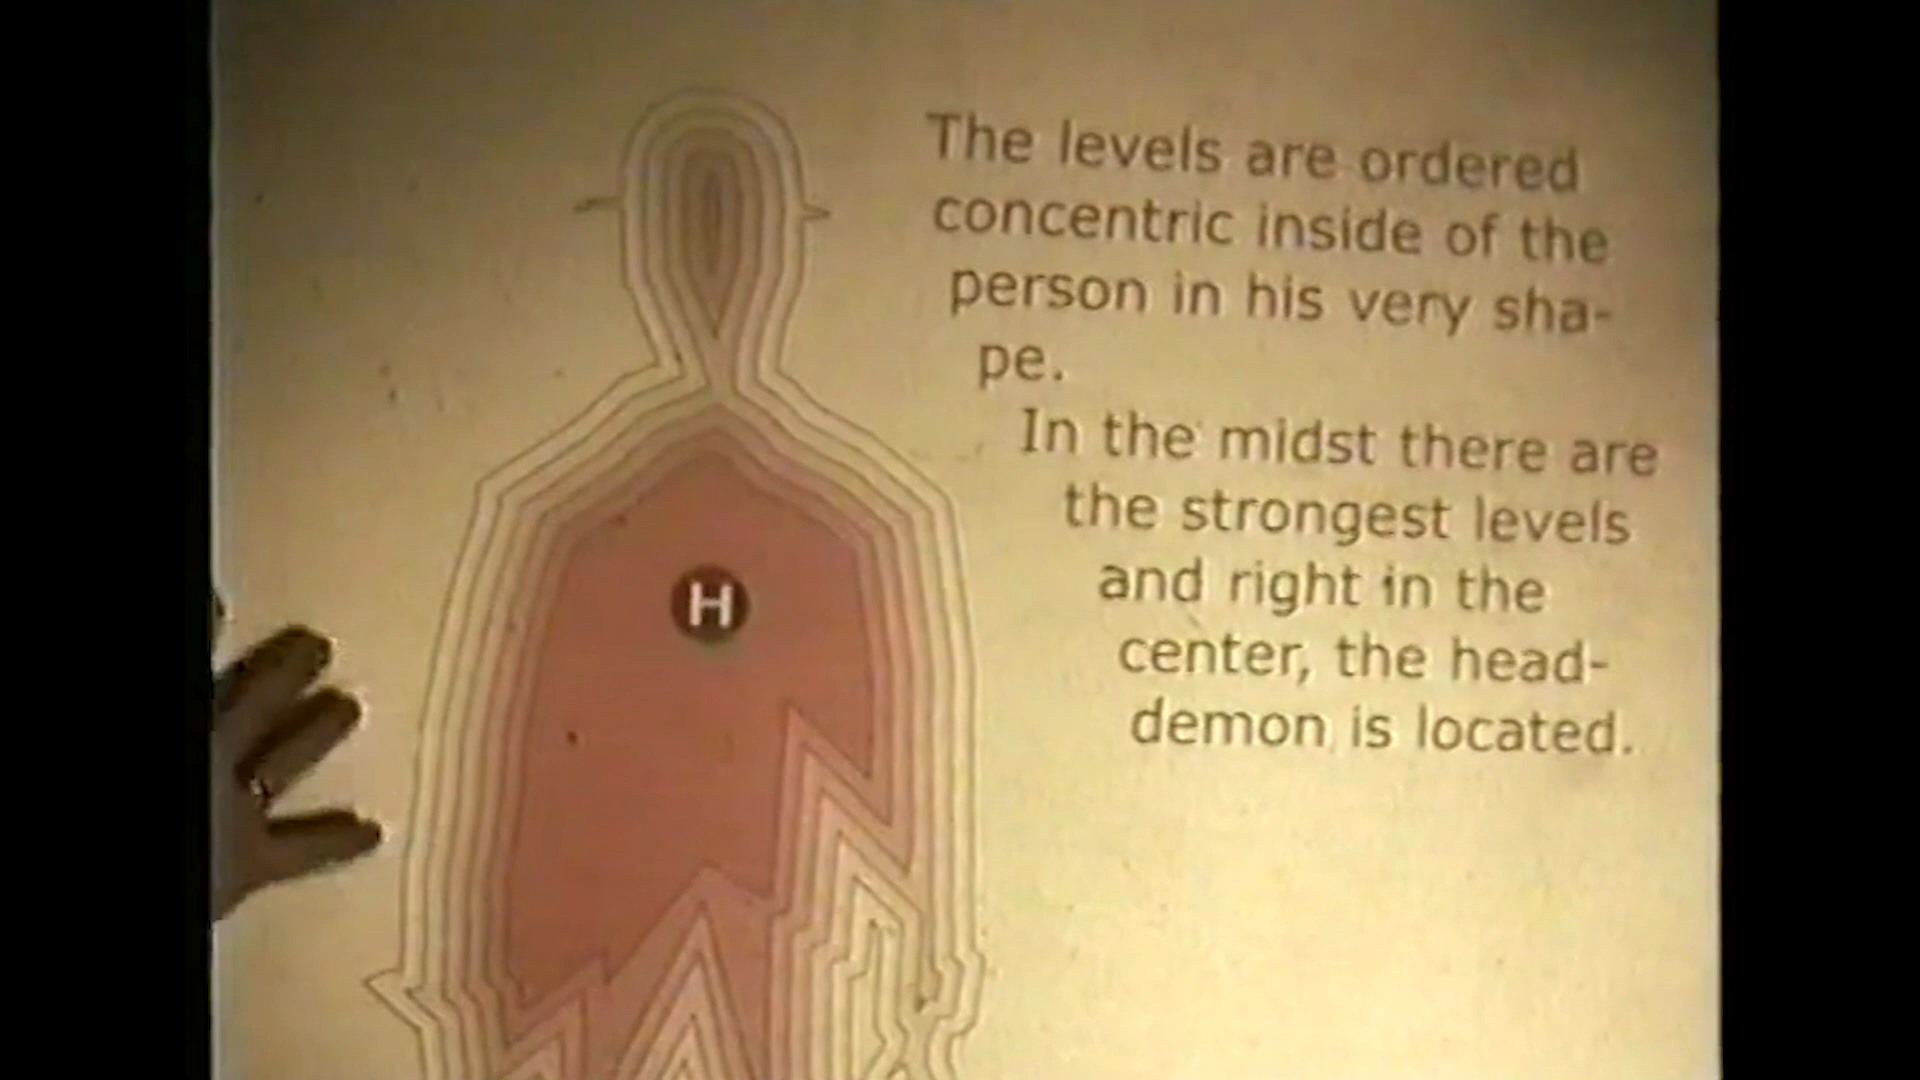 The levels are ordered
concentric inside of the
person in his very sha-
pe.
In the midst there are
the strongest levels
and right in the
center, the head-
demon is located.
H